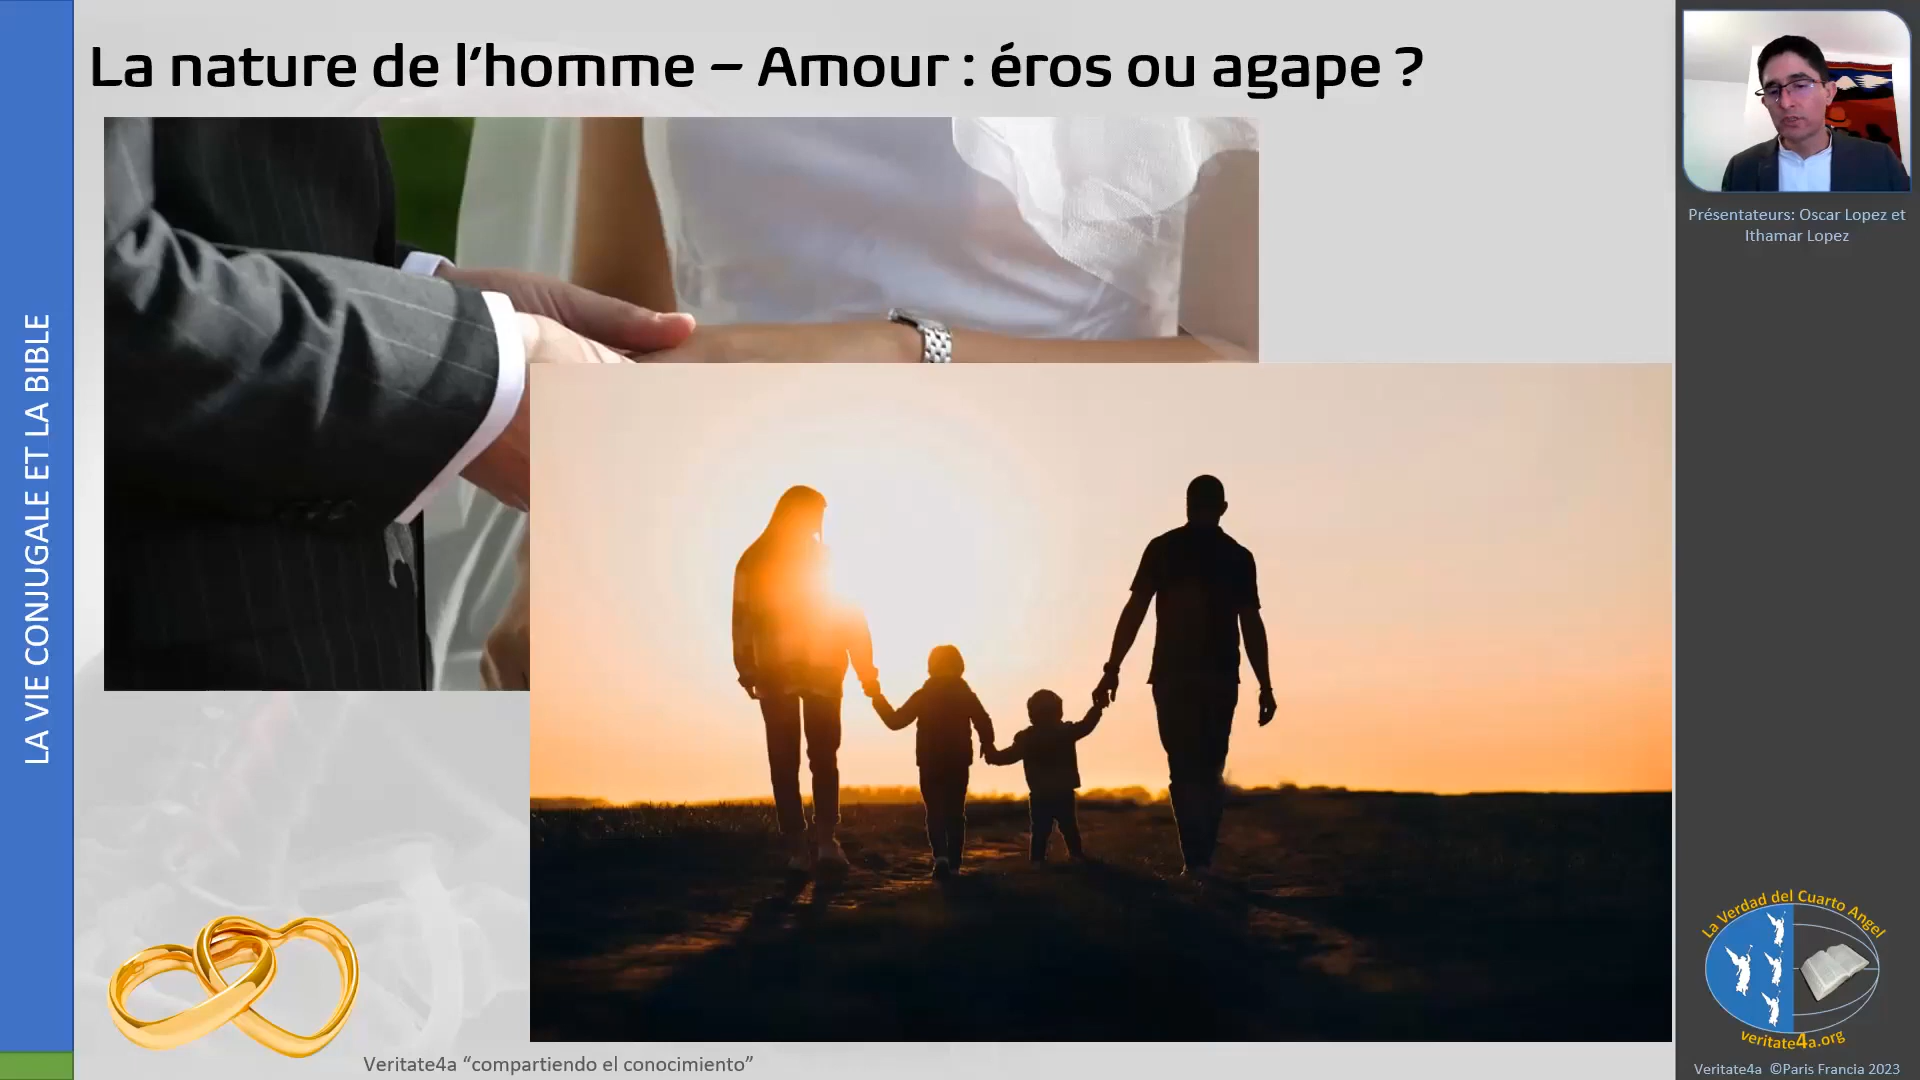 La nature de l’homme – Amour : éros ou agape ?
LA VIE CONJUGALE ET LA BIBLE
Présentateurs: Oscar Lopez et
Ithamar Lopez
La Verdad del Cuarto Angel
veritate4a.org
Veritate4a “compartiendo el conocimiento”
Veritate4a ©Paris Francia 2023